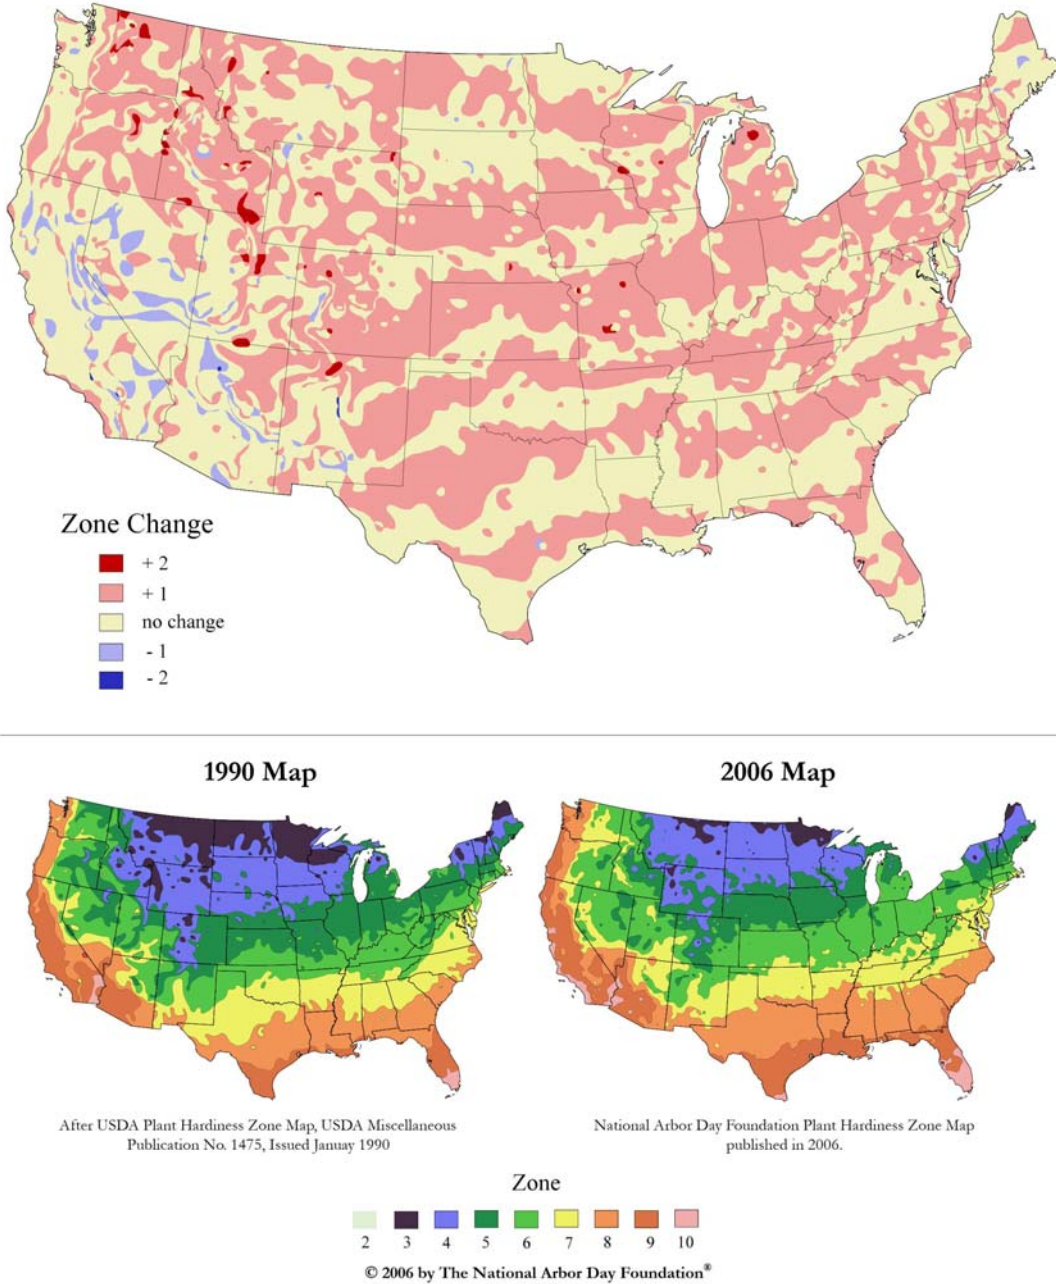 Zone Change
+ 2
+ 1
no change
- 1
- 2
1990 Map
2006 Map
After USDA Plant Hardiness Zone Map, USDA Miscellaneous
Publication No. 1475, Issued Januay 1990
National Arbor Day Foundation Plant Hardiness Zone Map
published in 2006.
Zone
2 3 4 5 6 7 8 9 10
© 2006 by The National Arbor Day Foundation®